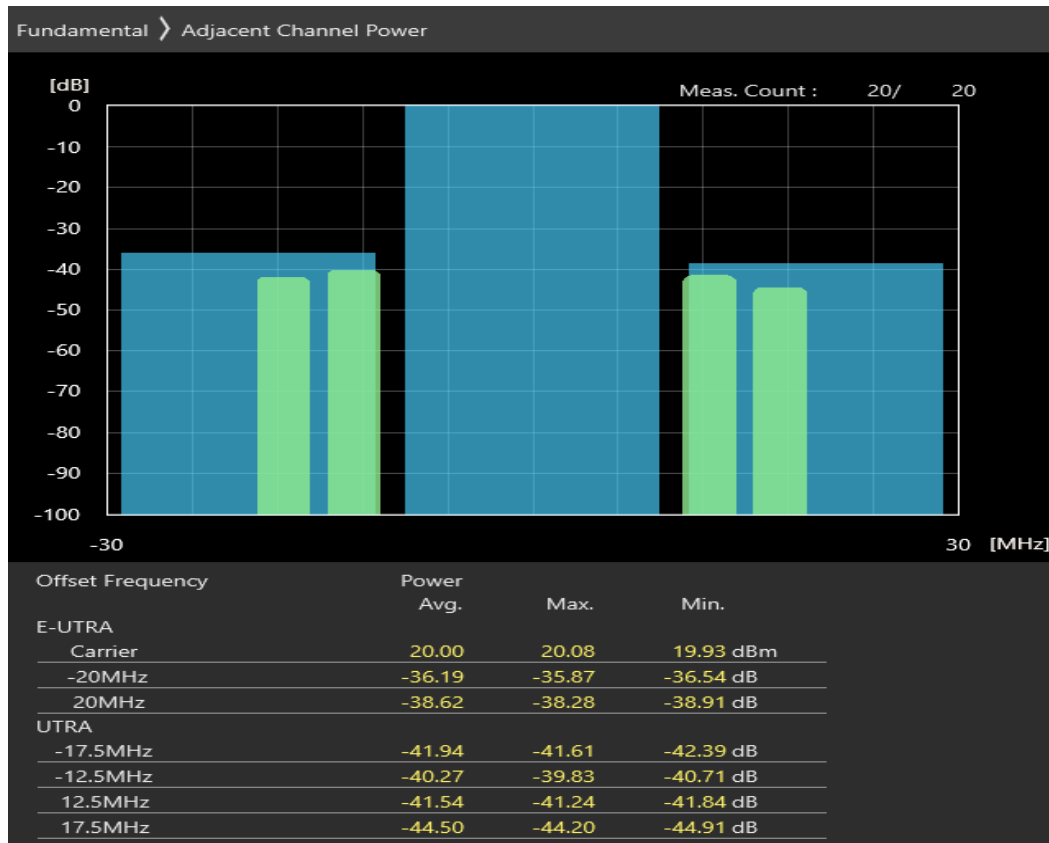 Fundamental 〉 Adjacent Channel Power
[dB]
Meas. Count : 20/ 20
0
-10
-20
-30
-40
-50
-60
-70
-80
-90
-100
-30 30 [MHz]
Offset Frequency Power
Avg. Max. Min.
E-UTRA
Carrier 20.00 20.08 19.93 dBm
-20MHz -36.19 -35.87 -36.54 dB
20MHz -38.62 -38.28 -38.91 dB
UTRA
-17.5MHz -41.94 -41.61 -42.39 dB
-12.5MHz -40.27 -39.83 -40.71 dB
12.5MHz -41.54 -41.24 -41.84 dB
17.5MHz -44.50 -44.20 -44.91 dB